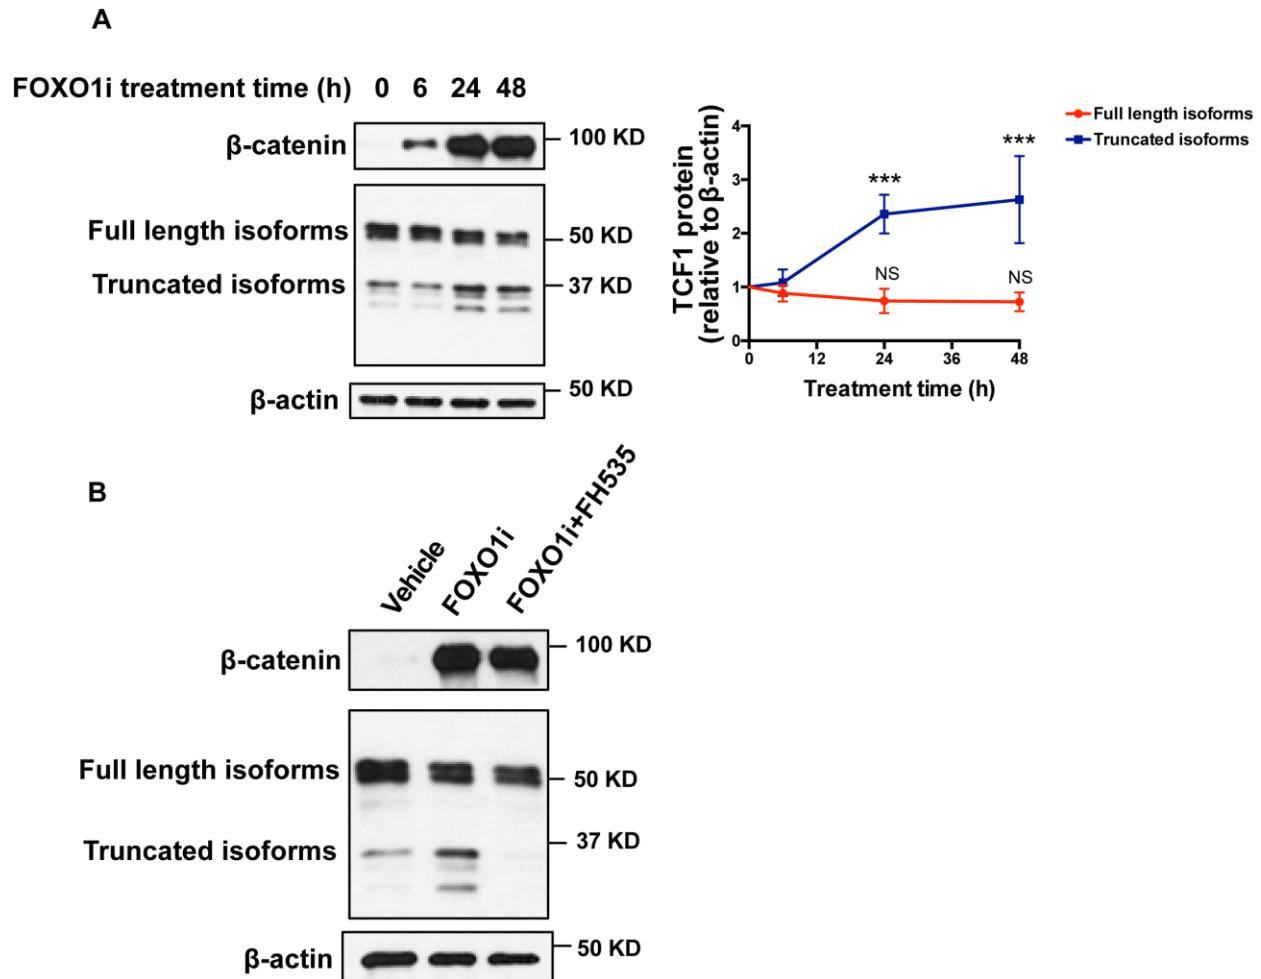 A
FOXO1i treatment time (h) 0 6 24 48
β-catenin
100 KD
Full length isoforms
50 KD
Truncated isoforms
37 KD
β-actin
50 KD
TCF1 protein
(relative to β-actin)
4
3
2
1
0
0 12 24 36 48
Treatment time (h)
***
***
NS
NS
Full length isoforms
Truncated isoforms
B
Vehicle
FOXO1i
FOXO1i+FH535
β-catenin
100 KD
Full length isoforms
50 KD
Truncated isoforms
37 KD
β-actin
50 KD